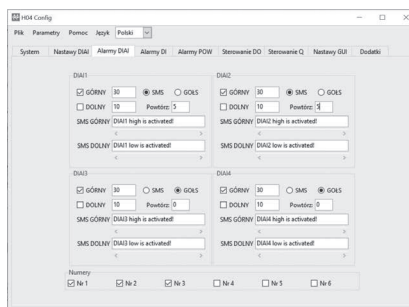 H04 Config
Plik Parametry Pomoc Język Polski
System Nastawy DIAI Alarmy DIAI Alarmy DI Alarmy POW Sterowanie DO Sterowanie Q Nastawy GUI Dodatki
DIAI1
GÓRNY 30 SMS GOŁS
DOLNY 10 Powtórz: 5
SMS GÓRNY DIAI1 high is activated!
SMS DOLNY DIAI1 low is activated!
DIAI2
GÓRNY 30 SMS GOŁS
DOLNY 10 Powtórz: 5
SMS GÓRNY DIAI2 high is activated!
SMS DOLNY DIAI2 low is activated!
DIAI3
GÓRNY 30 SMS GOŁS
DOLNY 10 Powtórz: 0
SMS GÓRNY DIAI3 high is activated!
SMS DOLNY DIAI3 low is activated!
DIAI4
GÓRNY 30 SMS GOŁS
DOLNY 10 Powtórz: 0
SMS GÓRNY DIAI4 high is activated!
SMS DOLNY DIAI4 low is activated!
Numery
Nr 1 Nr 2 Nr 3 Nr 4 Nr 5 Nr 6